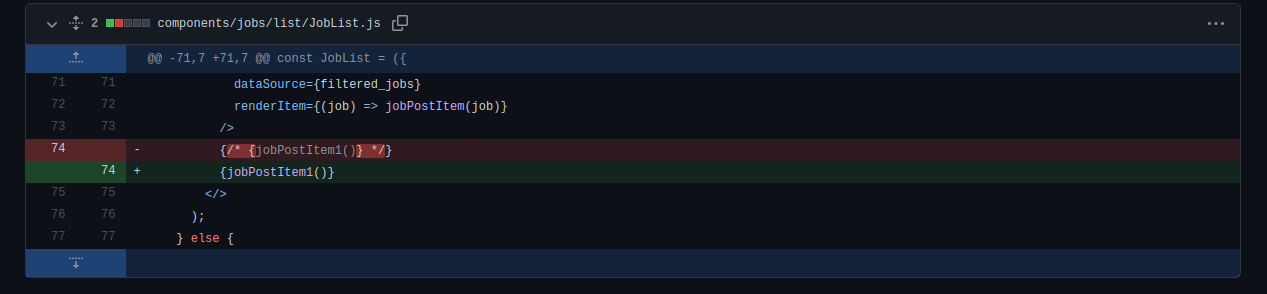 2 components/jobs/list/JobList.js
@@ -71,7 +71,7 @@ const JobList = ({
71 71 dataSource={filtered_jobs}
72 72 renderItem={(job) => jobPostItem(job)}
73 73 />
74 - {/* {jobPostItem1()} */}
74 + {jobPostItem1()}
75 75 </>
76 76 );
77 77 } else {